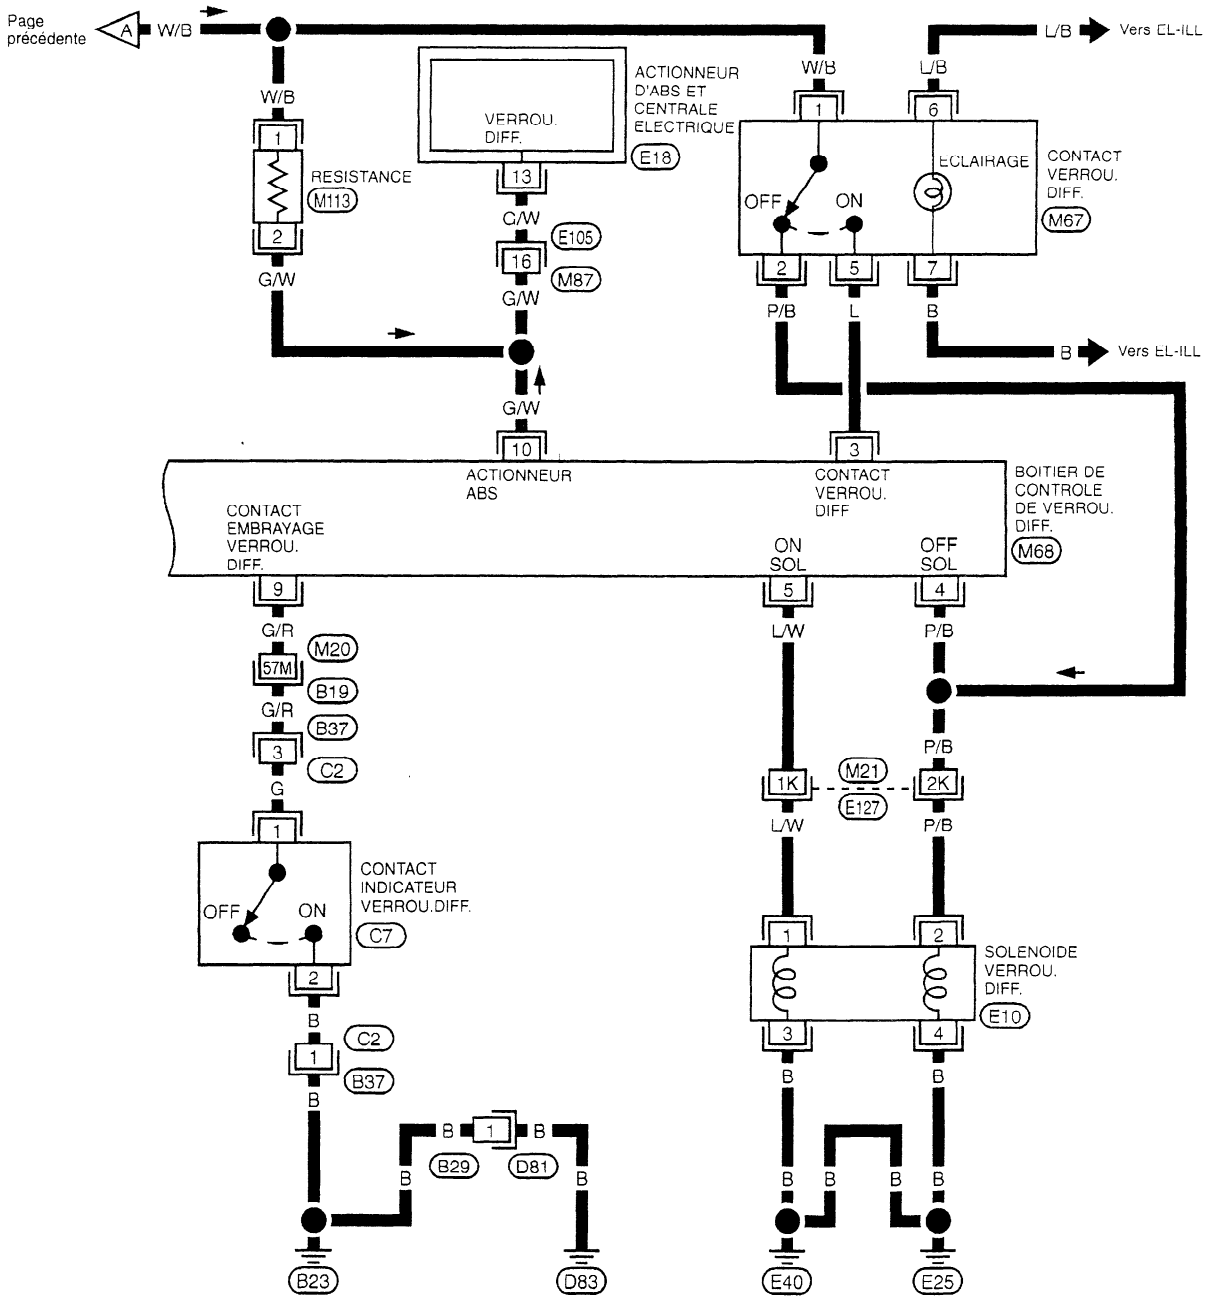 Page
précédente
A
W/B
L/B
Vers EL-ILL
W/B
W/B
L/B
ACTIONNEUR
D'ABS ET
CENTRALE
ELECTRIQUE
E18
VERROU.
DIFF.
13
1
RESISTANCE
M113
2
G/W
G/W
E105
16
M87
G/W
1
6
ECLAIRAGE
OFF
ON
CONTACT
VERROU.
DIFF.
M67
2
5
7
P/B
L
B
B
Vers EL-ILL
G/W
10
3
ACTIONNEUR
ABS
CONTACT
VERROU.
DIFF
BOITIER DE
CONTROLE
DE VERROU.
DIFF.
M68
CONTACT
EMBRAYAGE
VERROU.
DIFF.
ON
SOL
OFF
SOL
9
5
4
G/R
L/W
P/B
M20
57M
B19
G/R
B37
3
C2
G
P/B
1K
M21
E127
2K
L/W
P/B
1
OFF
ON
CONTACT
INDICATEUR
VERROU.DIFF.
C7
2
B
C2
1
B37
B
1
2
SOLENOIDE
VERROU.
DIFF.
E10
3
4
B
B
B
1
B
B29
D81
B
B
B
B
B
B
B23
D83
E40
E25